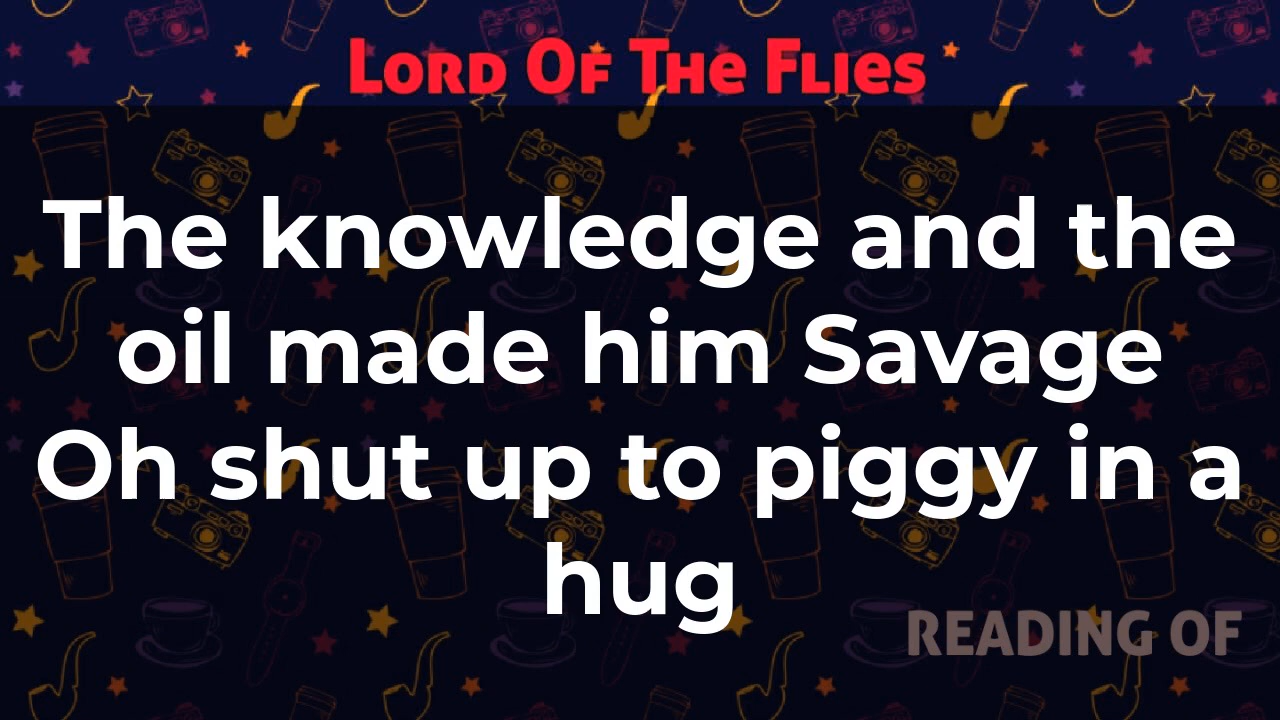 Lord Of The Flies
The knowledge and the
oil made him Savage
Oh shut up to piggy in a
hug
READING OF